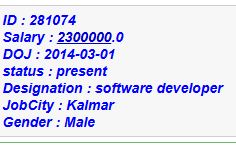 ID : 281074
Salary : 2300000.0
DOJ : 2014-03-01
status : present
Designation : software developer
JobCity : Kalmar
Gender : Male